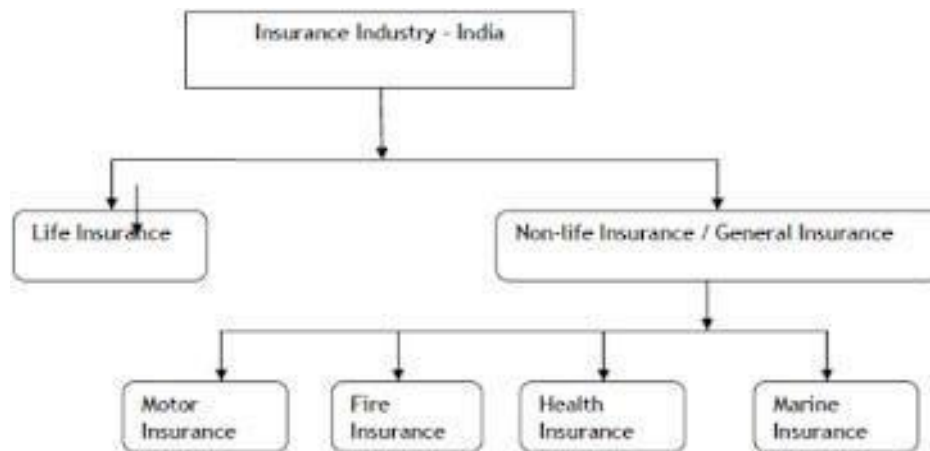 Insurance Industry - India
Life Insurance
Non-life Insurance / General Insurance
Motor
Insurance
Fire
Insurance
Health
Insurance
Marine
Insurance